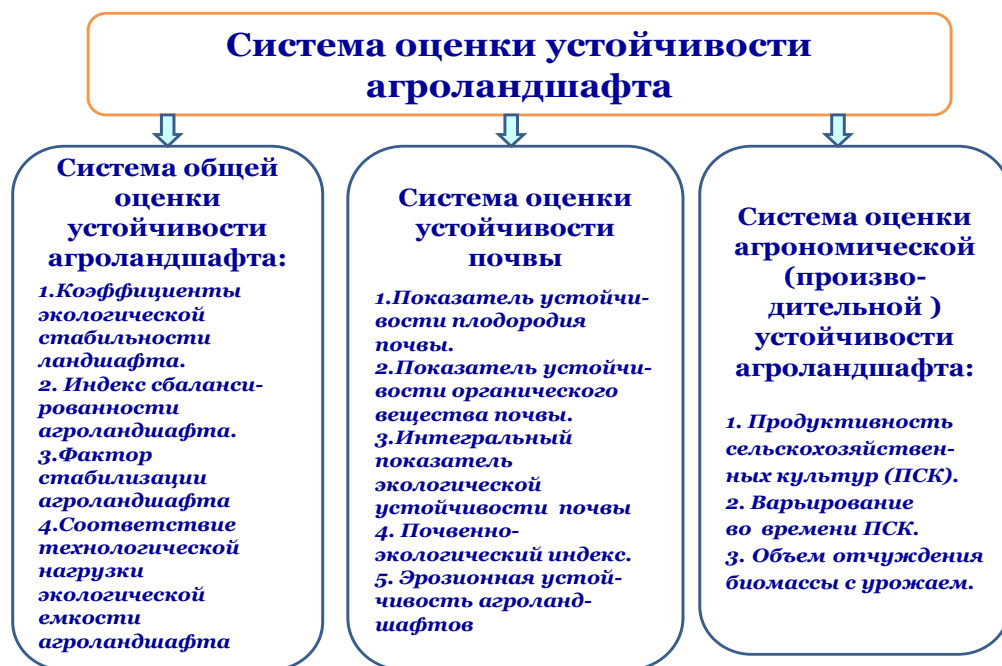 Система оценки устойчивости
агроландшафта
Система общей
оценки
устойчивости
агроландшафта:
1.Коэффициенты
экологической
стабильности
ландшафта.
2. Индекс сбаланси-
рованности
агроландшафта.
3.Фактор
стабилизации
агроландшафта
4.Соответствие
технологической
нагрузки
экологической
емкости
агроландшафта
Система оценки
устойчивости
почвы
1.Показатель устойчи-
вости плодородия
почвы.
2.Показатель устойчи-
вости органического
вещества почвы.
3.Интегральный
показатель
экологической
устойчивости почвы
4. Почвенно-
экологический индекс.
5. Эрозионная устой-
чивость агроланд-
шафтов
Система оценки
агрономической
(произво-
дительной )
устойчивости
агроландшафта:
1. Продуктивность
сельскохозяйствен-
ных культур (ПСК).
2. Варьирование
во времени ПСК.
3. Объем отчуждения
биомассы с урожаем.